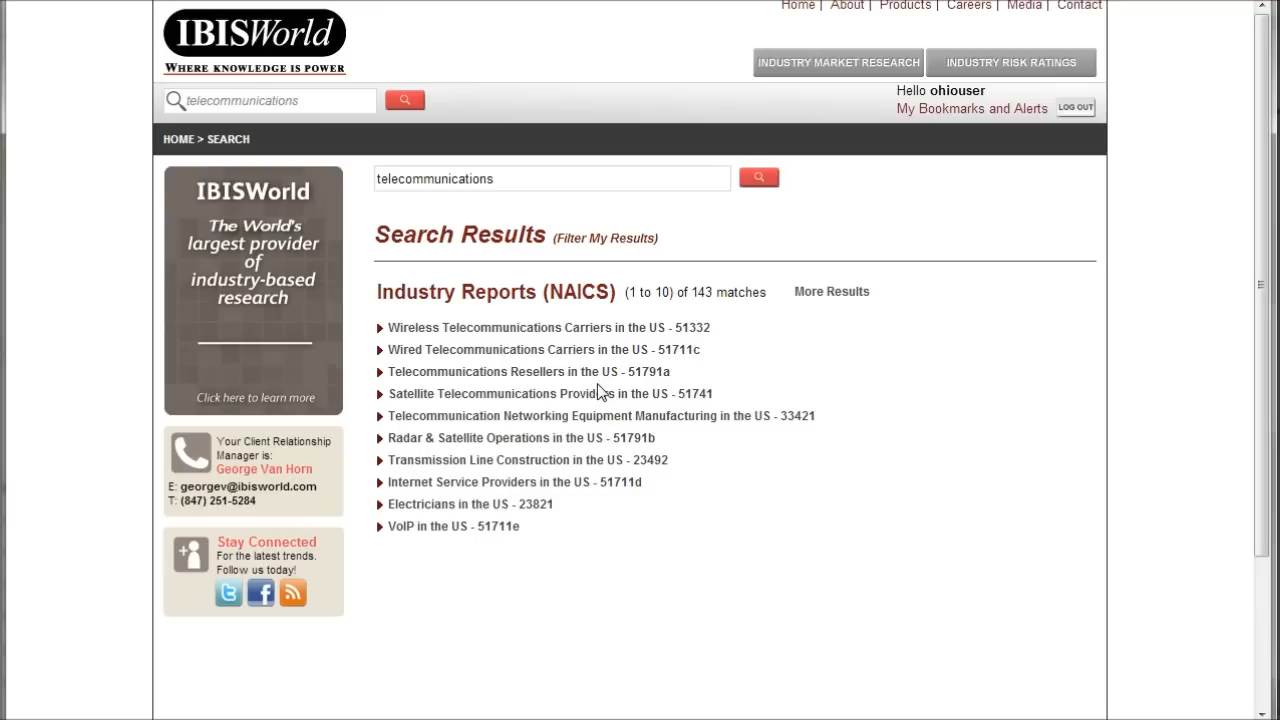 Home | About | Products | Careers | Media | Contact
IBISWorld
WHERE KNOWLEDGE IS POWER
INDUSTRY MARKET RESEARCH
INDUSTRY RISK RATINGS
telecommunications
Hello ohiouser
My Bookmarks and Alerts
LOG OUT
HOME > SEARCH
IBISWorld
The World's
largest provider
of
industry-based
research
Click here to learn more
Your Client Relationship
Manager is:
George Van Horn
E: georgev@ibisworld.com
T: (847) 251-5284
Stay Connected
For the latest trends.
Follow us today!
telecommunications
Search Results (Filter My Results)
Industry Reports (NAICS) (1 to 10) of 143 matches More Results
Wireless Telecommunications Carriers in the US - 51332
Wired Telecommunications Carriers in the US - 51711c
Telecommunications Resellers in the US - 51791a
Satellite Telecommunications Providers in the US - 51741
Telecommunication Networking Equipment Manufacturing in the US - 33421
Radar & Satellite Operations in the US - 51791b
Transmission Line Construction in the US - 23492
Internet Service Providers in the US - 51711d
Electricians in the US - 23821
VoIP in the US - 51711e